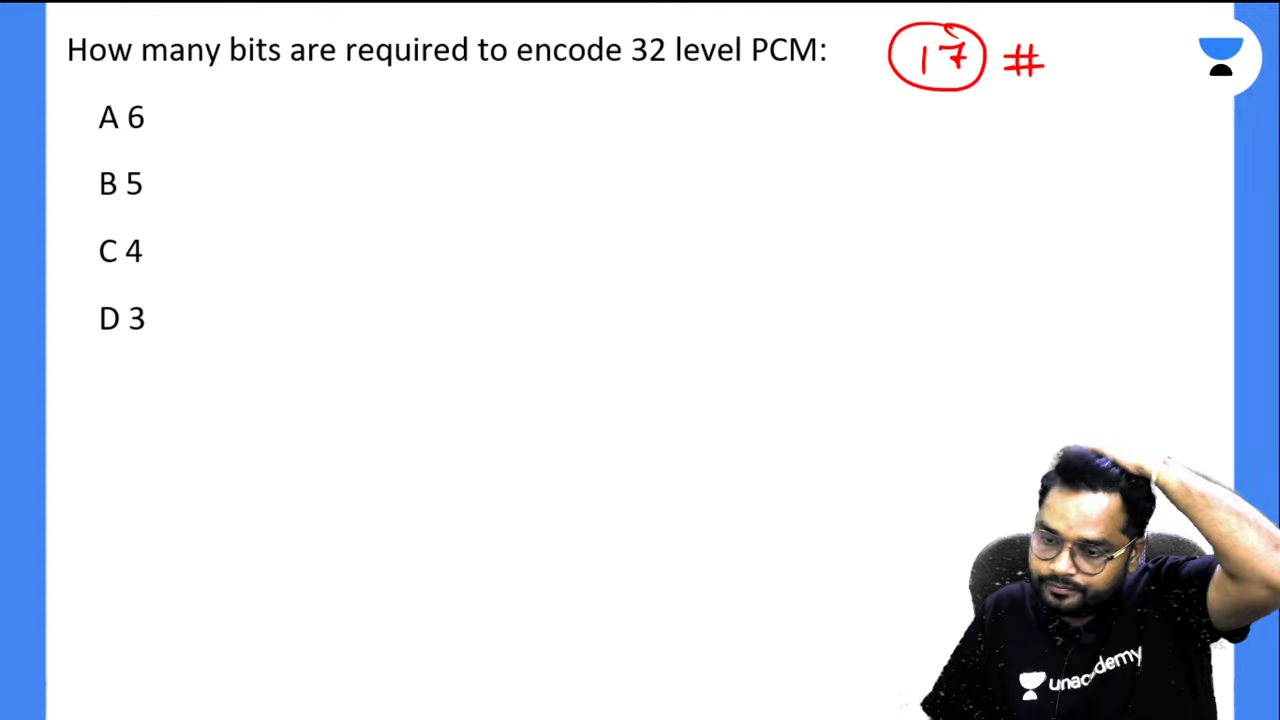 How many bits are required to encode 32 level PCM:
17 #
A 6
B 5
C 4
D 3
unacademy